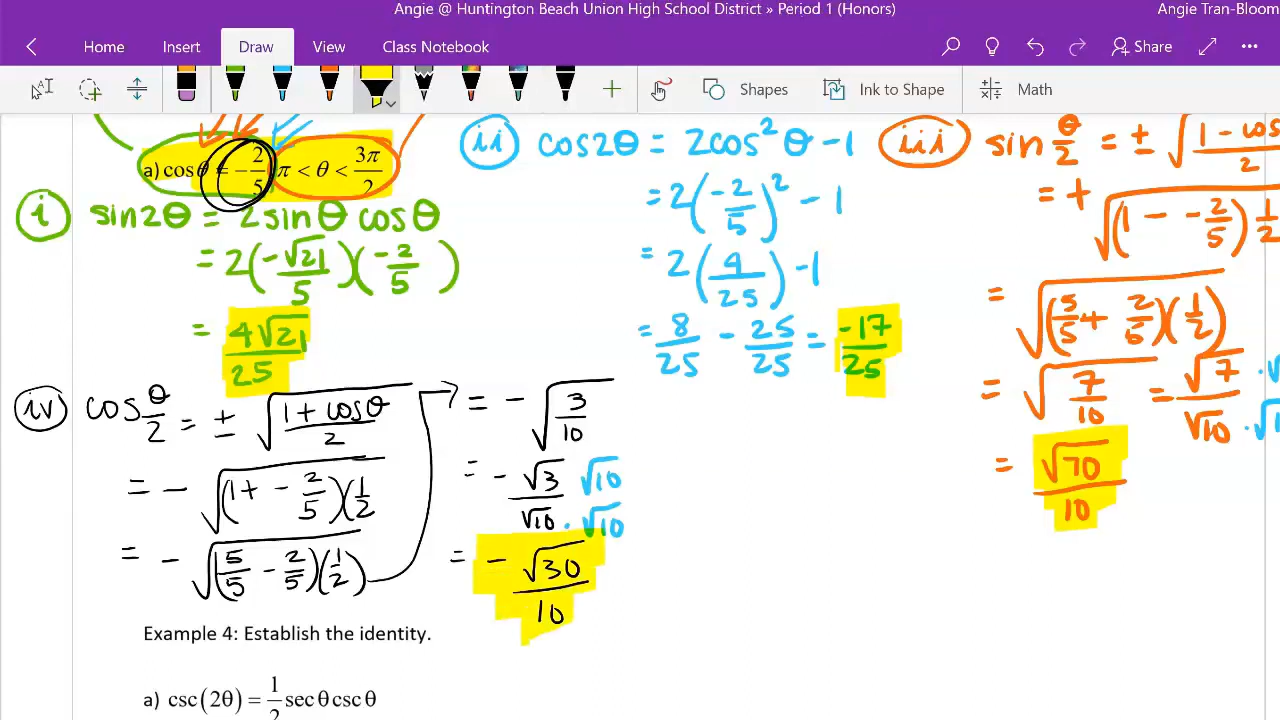 Angie @ Huntington Beach Union High School District » Period 1 (Honors)
Angie Tran-Bloom
Home Insert Draw View Class Notebook Share
Shapes Ink to Shape Math
a) cosθ = -2/5 π < θ < 3π/2
i sin2θ = 2sinθ cosθ
= 2(-√21/5)(-2/5)
= 4√21/25
ii cos2θ = 2cos²θ -1
= 2(-2/5)² - 1
= 2(4/25) -1
= 8/25 - 25/25 = -17/25
iii sin θ/2 = ± √(1-cos/2
= + √(1 - -2/5)1/2
= √(5/5 + 2/5)(1/2)
= √7/10 = √7/√10 ·
= √70/10
iv cos θ/2 = ± √1+cosθ/2
= - √(1+ -2/5)(1/2
= - √(5/5 - 2/5)(1/2)
= - √3/10
= - √3/√10 · √10/√10
= - √30/10
Example 4: Establish the identity.
a) csc(2θ) = 1/2 secθcscθ